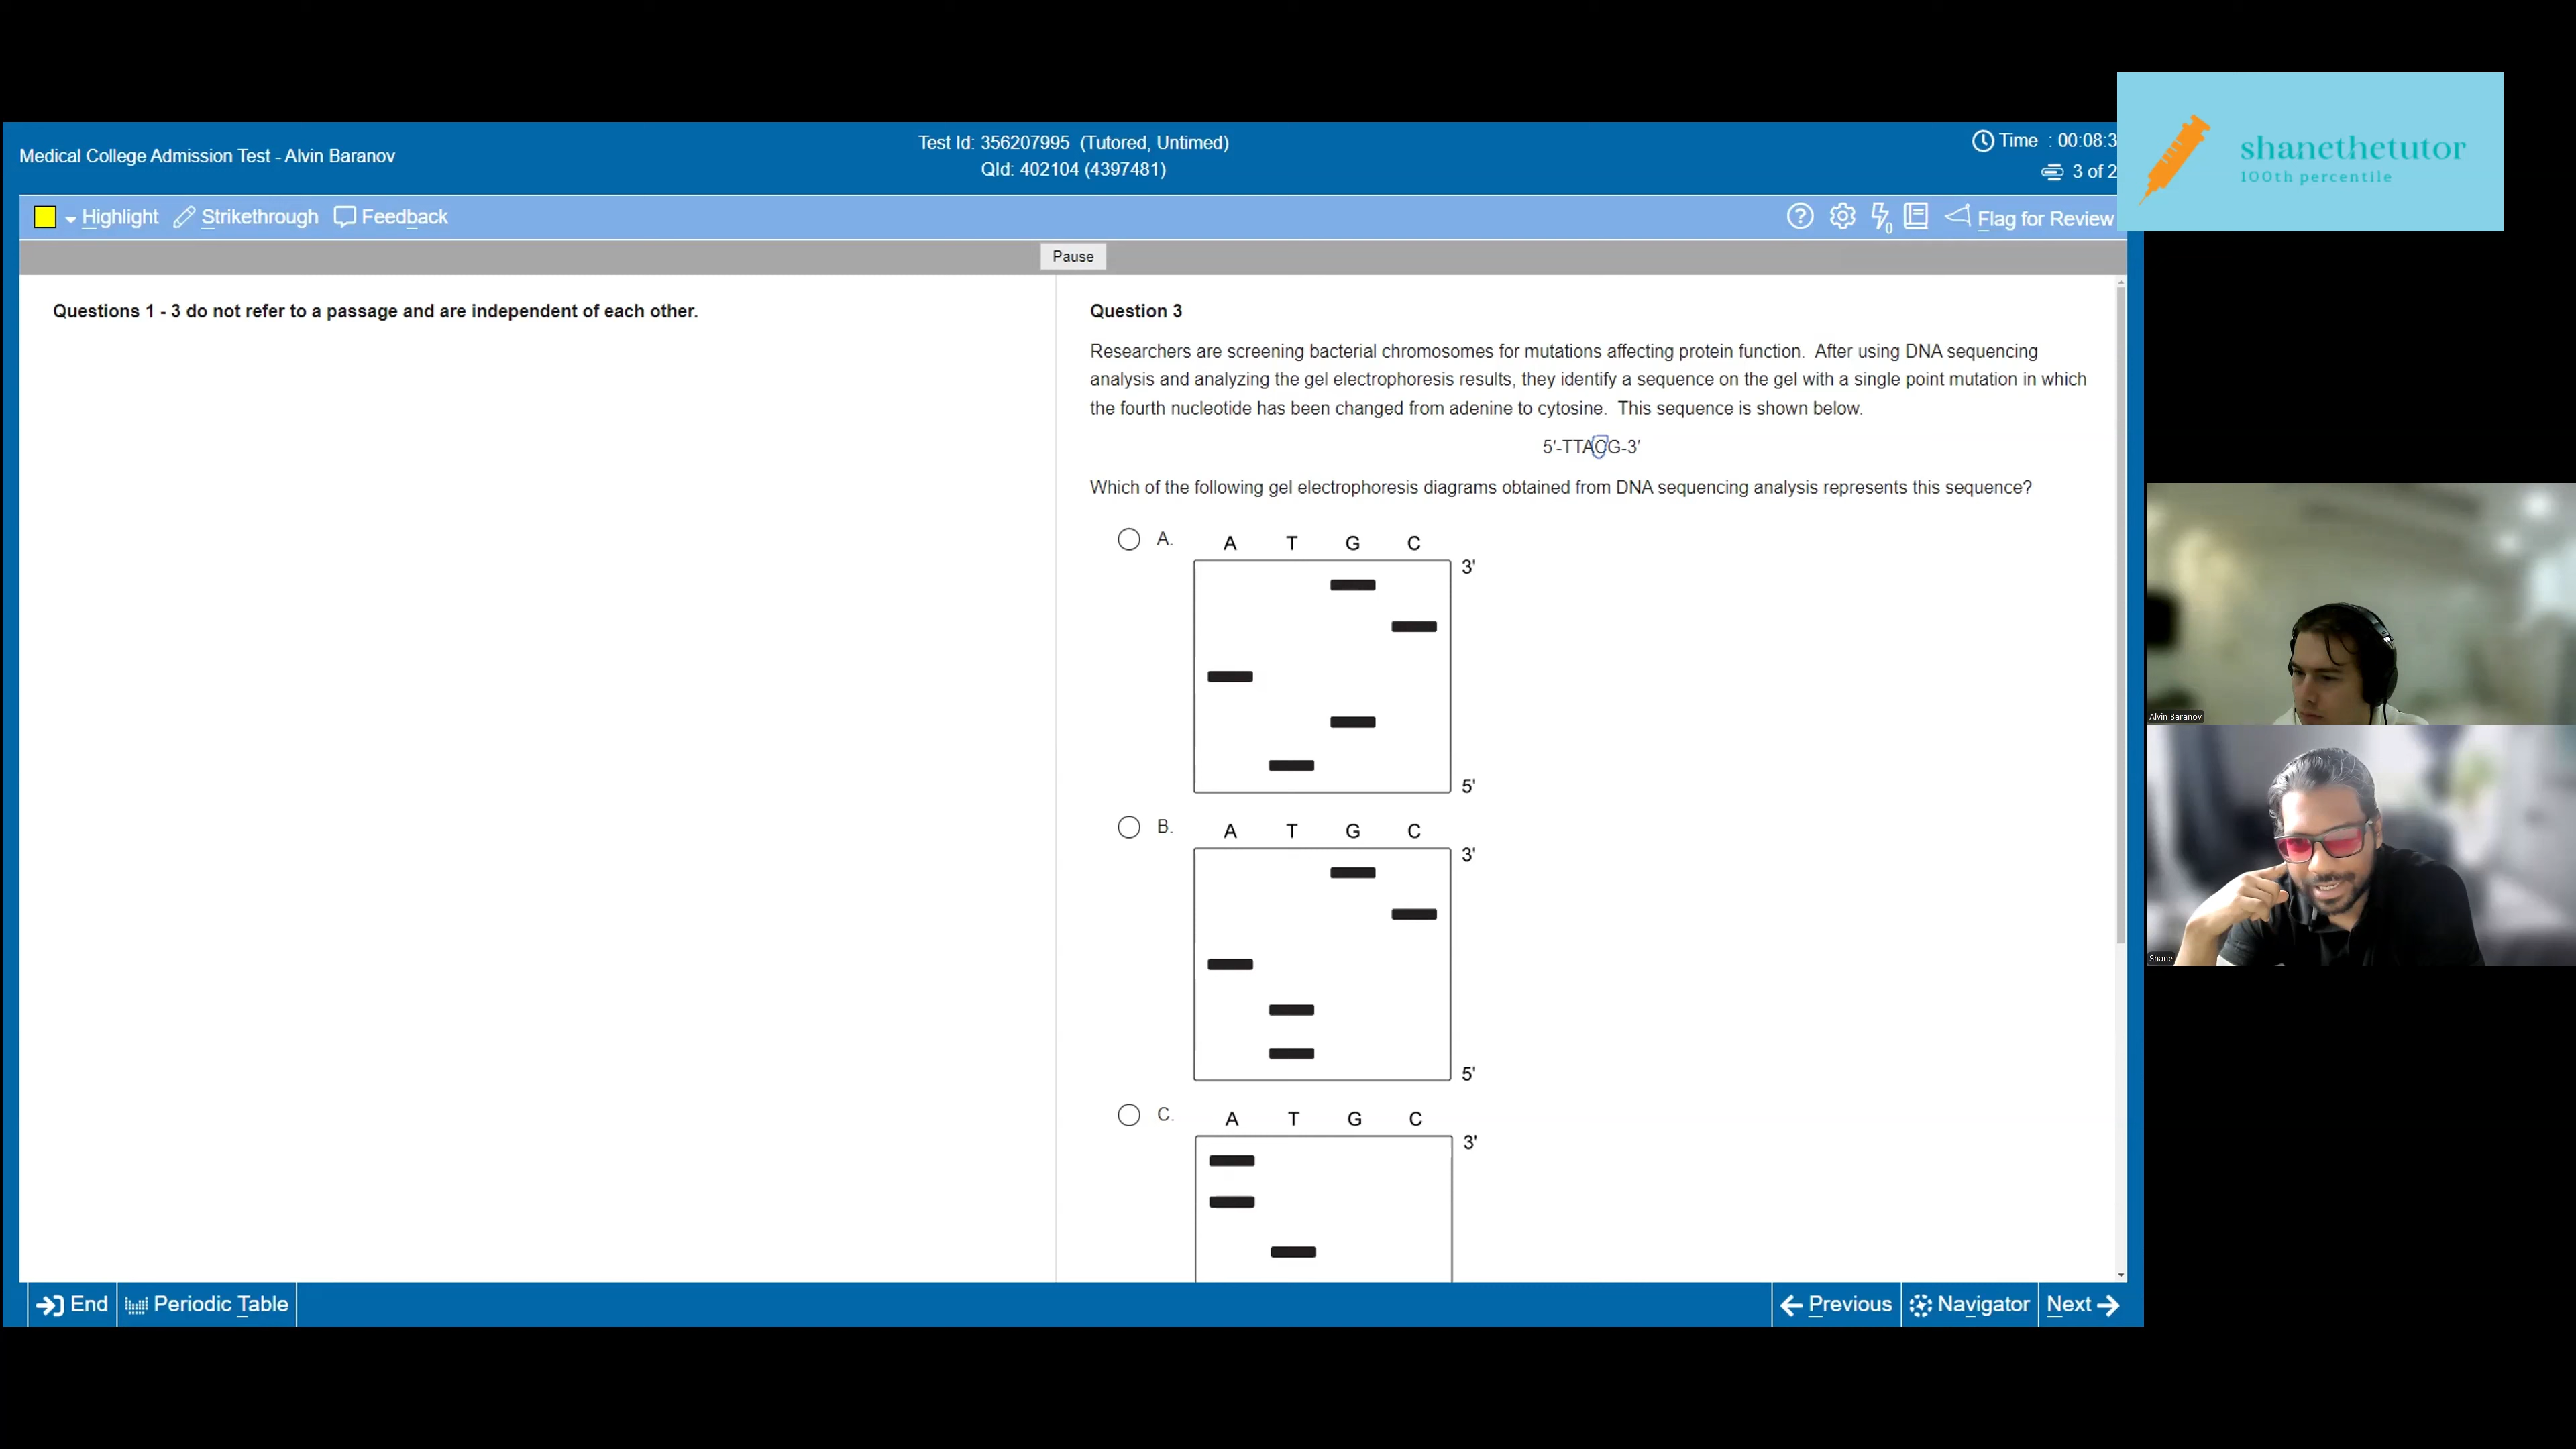 shanethetutor
100th percentile
Medical College Admission Test - Alvin Baranov
Test Id: 356207995 (Tutored, Untimed)
QId: 402104 (4397481)
Time : 00:08:3
3 of 2
Highlight Strikethrough Feedback
0 Flag for Review
Pause
Questions 1 - 3 do not refer to a passage and are independent of each other.
Question 3
Researchers are screening bacterial chromosomes for mutations affecting protein function. After using DNA sequencing
analysis and analyzing the gel electrophoresis results, they identify a sequence on the gel with a single point mutation in which
the fourth nucleotide has been changed from adenine to cytosine. This sequence is shown below.
5′-TTACG-3′
Which of the following gel electrophoresis diagrams obtained from DNA sequencing analysis represents this sequence?
A. A T G C
3'
5'
B. A T G C
3'
5'
C. A T G C
3'
Alvin Baranov
Shane
End Periodic Table Previous Navigator Next